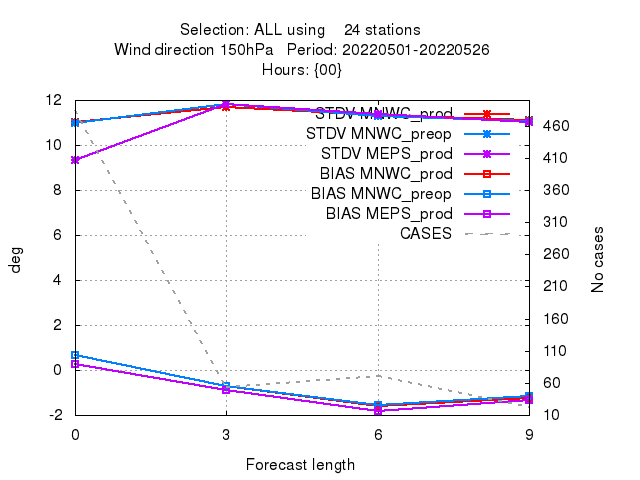 Selection: ALL using    24 stations
Wind direction 150hPa   Period: 20220501-20220526
Hours: {00}
STDV MNWC_prod
STDV MNWC_preop
STDV MEPS_prod
BIAS MNWC_prod
BIAS MNWC_preop
BIAS MEPS_prod
CASES
12
10
8
6
4
2
0
-2
deg
460
410
360
310
260
210
160
110
60
10
No cases
0 3 6 9
Forecast length